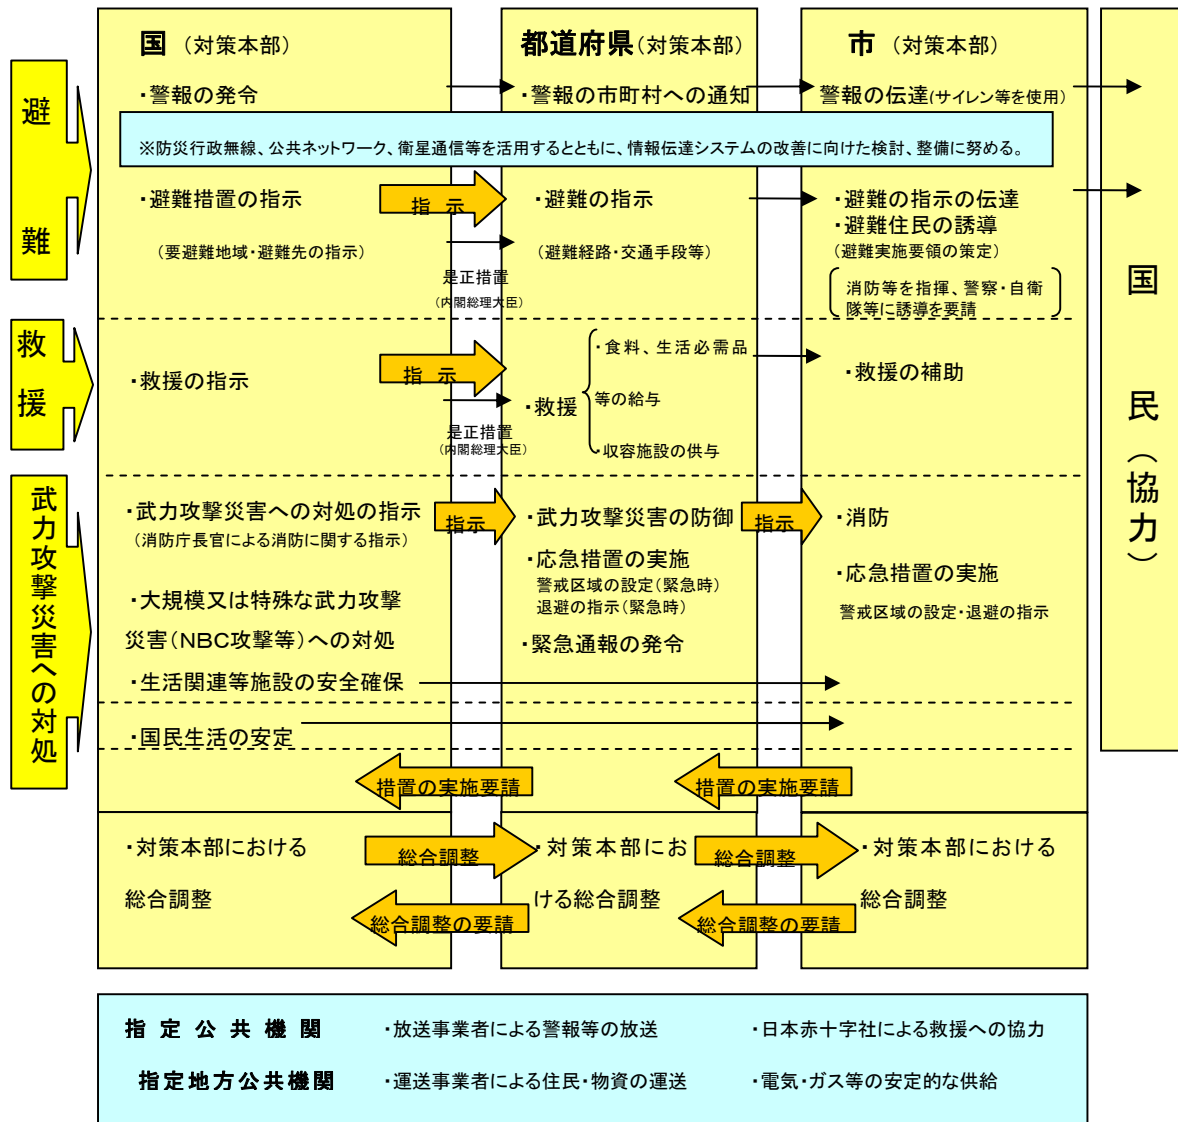 国 （対策本部）
都道府県（対策本部）
市 （対策本部）
避難
・警報の発令
・警報の市町村への通知
警報の伝達（サイレン等を使用）
※防災行政無線、公共ネットワーク、衛星通信等を活用するとともに、情報伝達システムの改善に向けた検討、整備に努める。
・避難措置の指示
指 示
・避難の指示
・避難の指示の伝達
・避難住民の誘導
（要避難地域・避難先の指示）
（避難経路・交通手段等）
（避難実施要領の策定）
是正措置
（内閣総理大臣）
消防等を指揮、警察・自衛
隊等に誘導を要請
国民（協力）
救援
・救援の指示
指 示
・救援
・食料、生活必需品
等の給与
・収容施設の供与
・救援の補助
是正措置
（内閣総理大臣）
武力攻撃災害への対処
・武力攻撃災害への対処の指示
（消防庁長官による消防に関する指示）
指示
・武力攻撃災害の防御
指示
・消防
・応急措置の実施
警戒区域の設定（緊急時）
退避の指示（緊急時）
・応急措置の実施
警戒区域の設定・退避の指示
・大規模又は特殊な武力攻撃
災害（NBC攻撃等）への対処
・緊急通報の発令
・生活関連等施設の安全確保
・国民生活の安定
措置の実施要請
措置の実施要請
・対策本部における
総合調整
総合調整
・対策本部にお
ける総合調整
総合調整
・対策本部における
総合調整
総合調整の要請
総合調整の要請
指 定 公 共 機 関
・放送事業者による警報等の放送
・日本赤十字社による救援への協力
指定地方公共機関
・運送事業者による住民・物資の運送
・電気・ガス等の安定的な供給